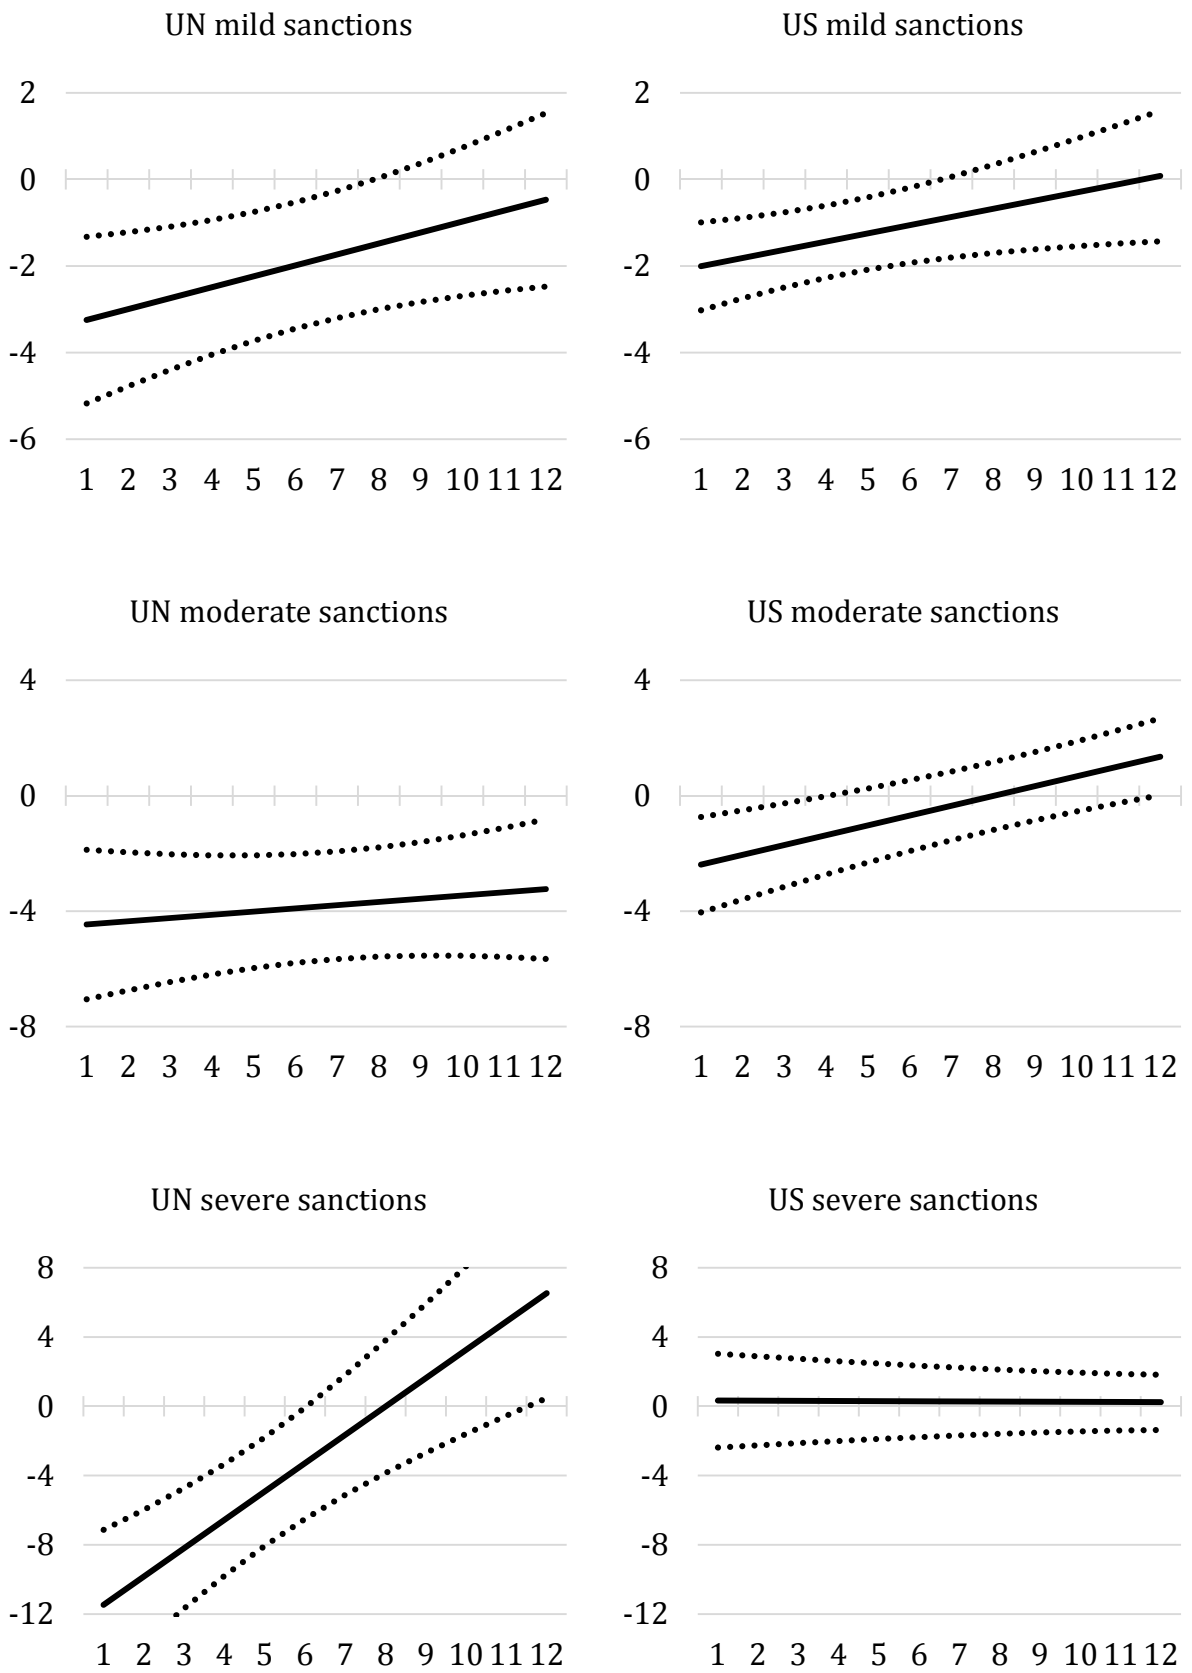 UN mild sanctions
2
0
-2
-4
-6
1 2 3 4 5 6 7 8 9 10 11 12
US mild sanctions
2
0
-2
-4
-6
1 2 3 4 5 6 7 8 9 10 11 12
UN moderate sanctions
4
0
-4
-8
1 2 3 4 5 6 7 8 9 10 11 12
US moderate sanctions
4
0
-4
-8
1 2 3 4 5 6 7 8 9 10 11 12
UN severe sanctions
8
4
0
-4
-8
-12
1 2 3 4 5 6 7 8 9 10 11 12
US severe sanctions
8
4
0
-4
-8
-12
1 2 3 4 5 6 7 8 9 10 11 12